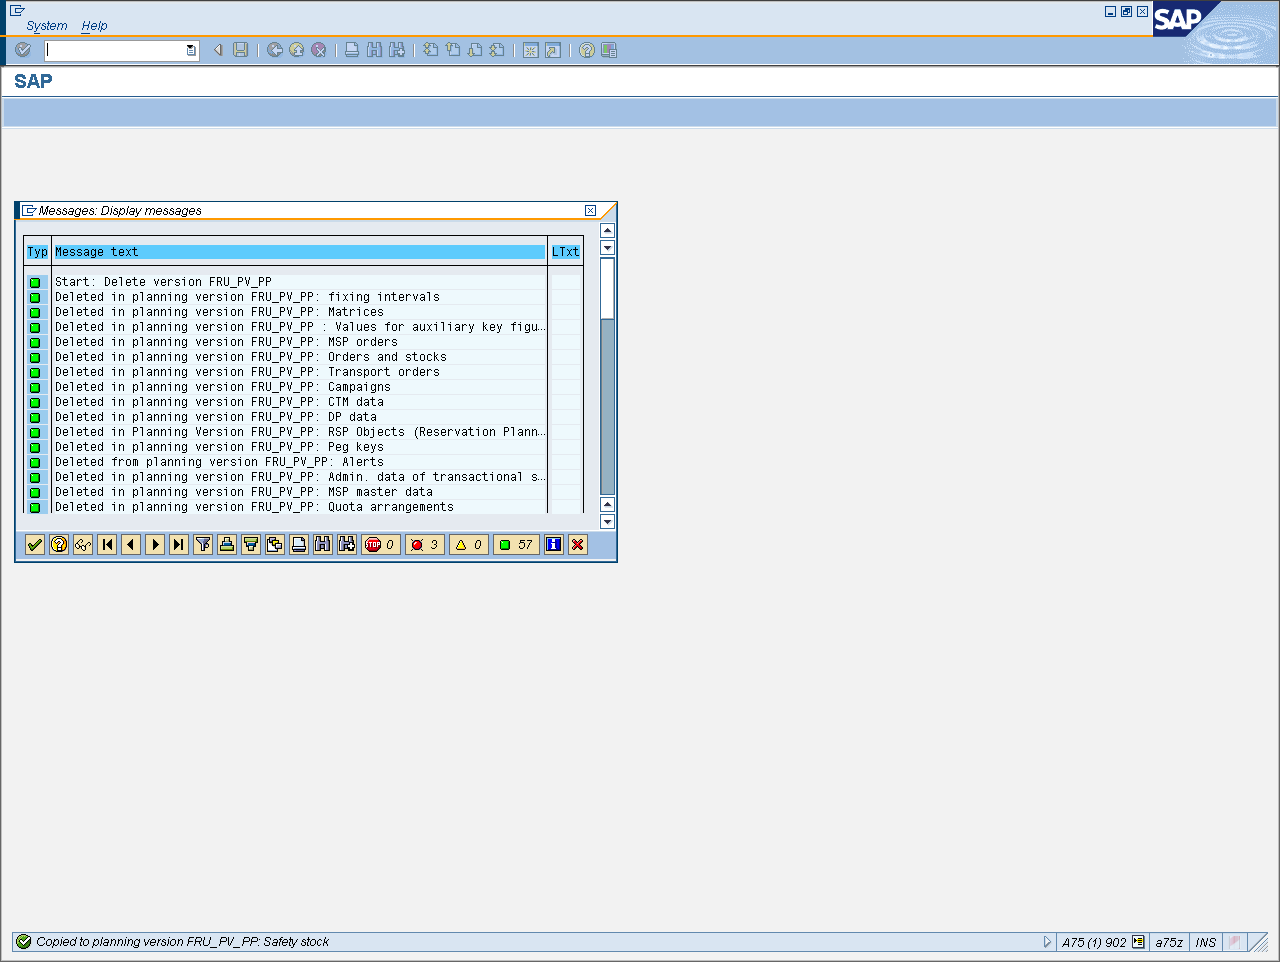 System Help
SAP
SAP
Messages: Display messages
Typ Message text LTxt
Start: Delete version FRU_PV_PP
Deleted in planning version FRU_PV_PP: fixing intervals
Deleted in planning version FRU_PV_PP: Matrices
Deleted in planning version FRU_PV_PP : Values for auxiliary key figu...
Deleted in planning version FRU_PV_PP: MSP orders
Deleted in planning version FRU_PV_PP: Orders and stocks
Deleted in planning version FRU_PV_PP: Transport orders
Deleted in planning version FRU_PV_PP: Campaigns
Deleted in planning version FRU_PV_PP: CTM data
Deleted in planning version FRU_PV_PP: DP data
Deleted in Planning Version FRU_PV_PP: RSP Objects (Reservation Plann...
Deleted in planning version FRU_PV_PP: Peg keys
Deleted from planning version FRU_PV_PP: Alerts
Deleted in planning version FRU_PV_PP: Admin. data of transactional s...
Deleted in planning version FRU_PV_PP: MSP master data
Deleted in planning version FRU_PV_PP: Quota arrangements
STOP 0 3 0 57
Copied to planning version FRU_PV_PP: Safety stock
A75 (1) 902 a75z INS